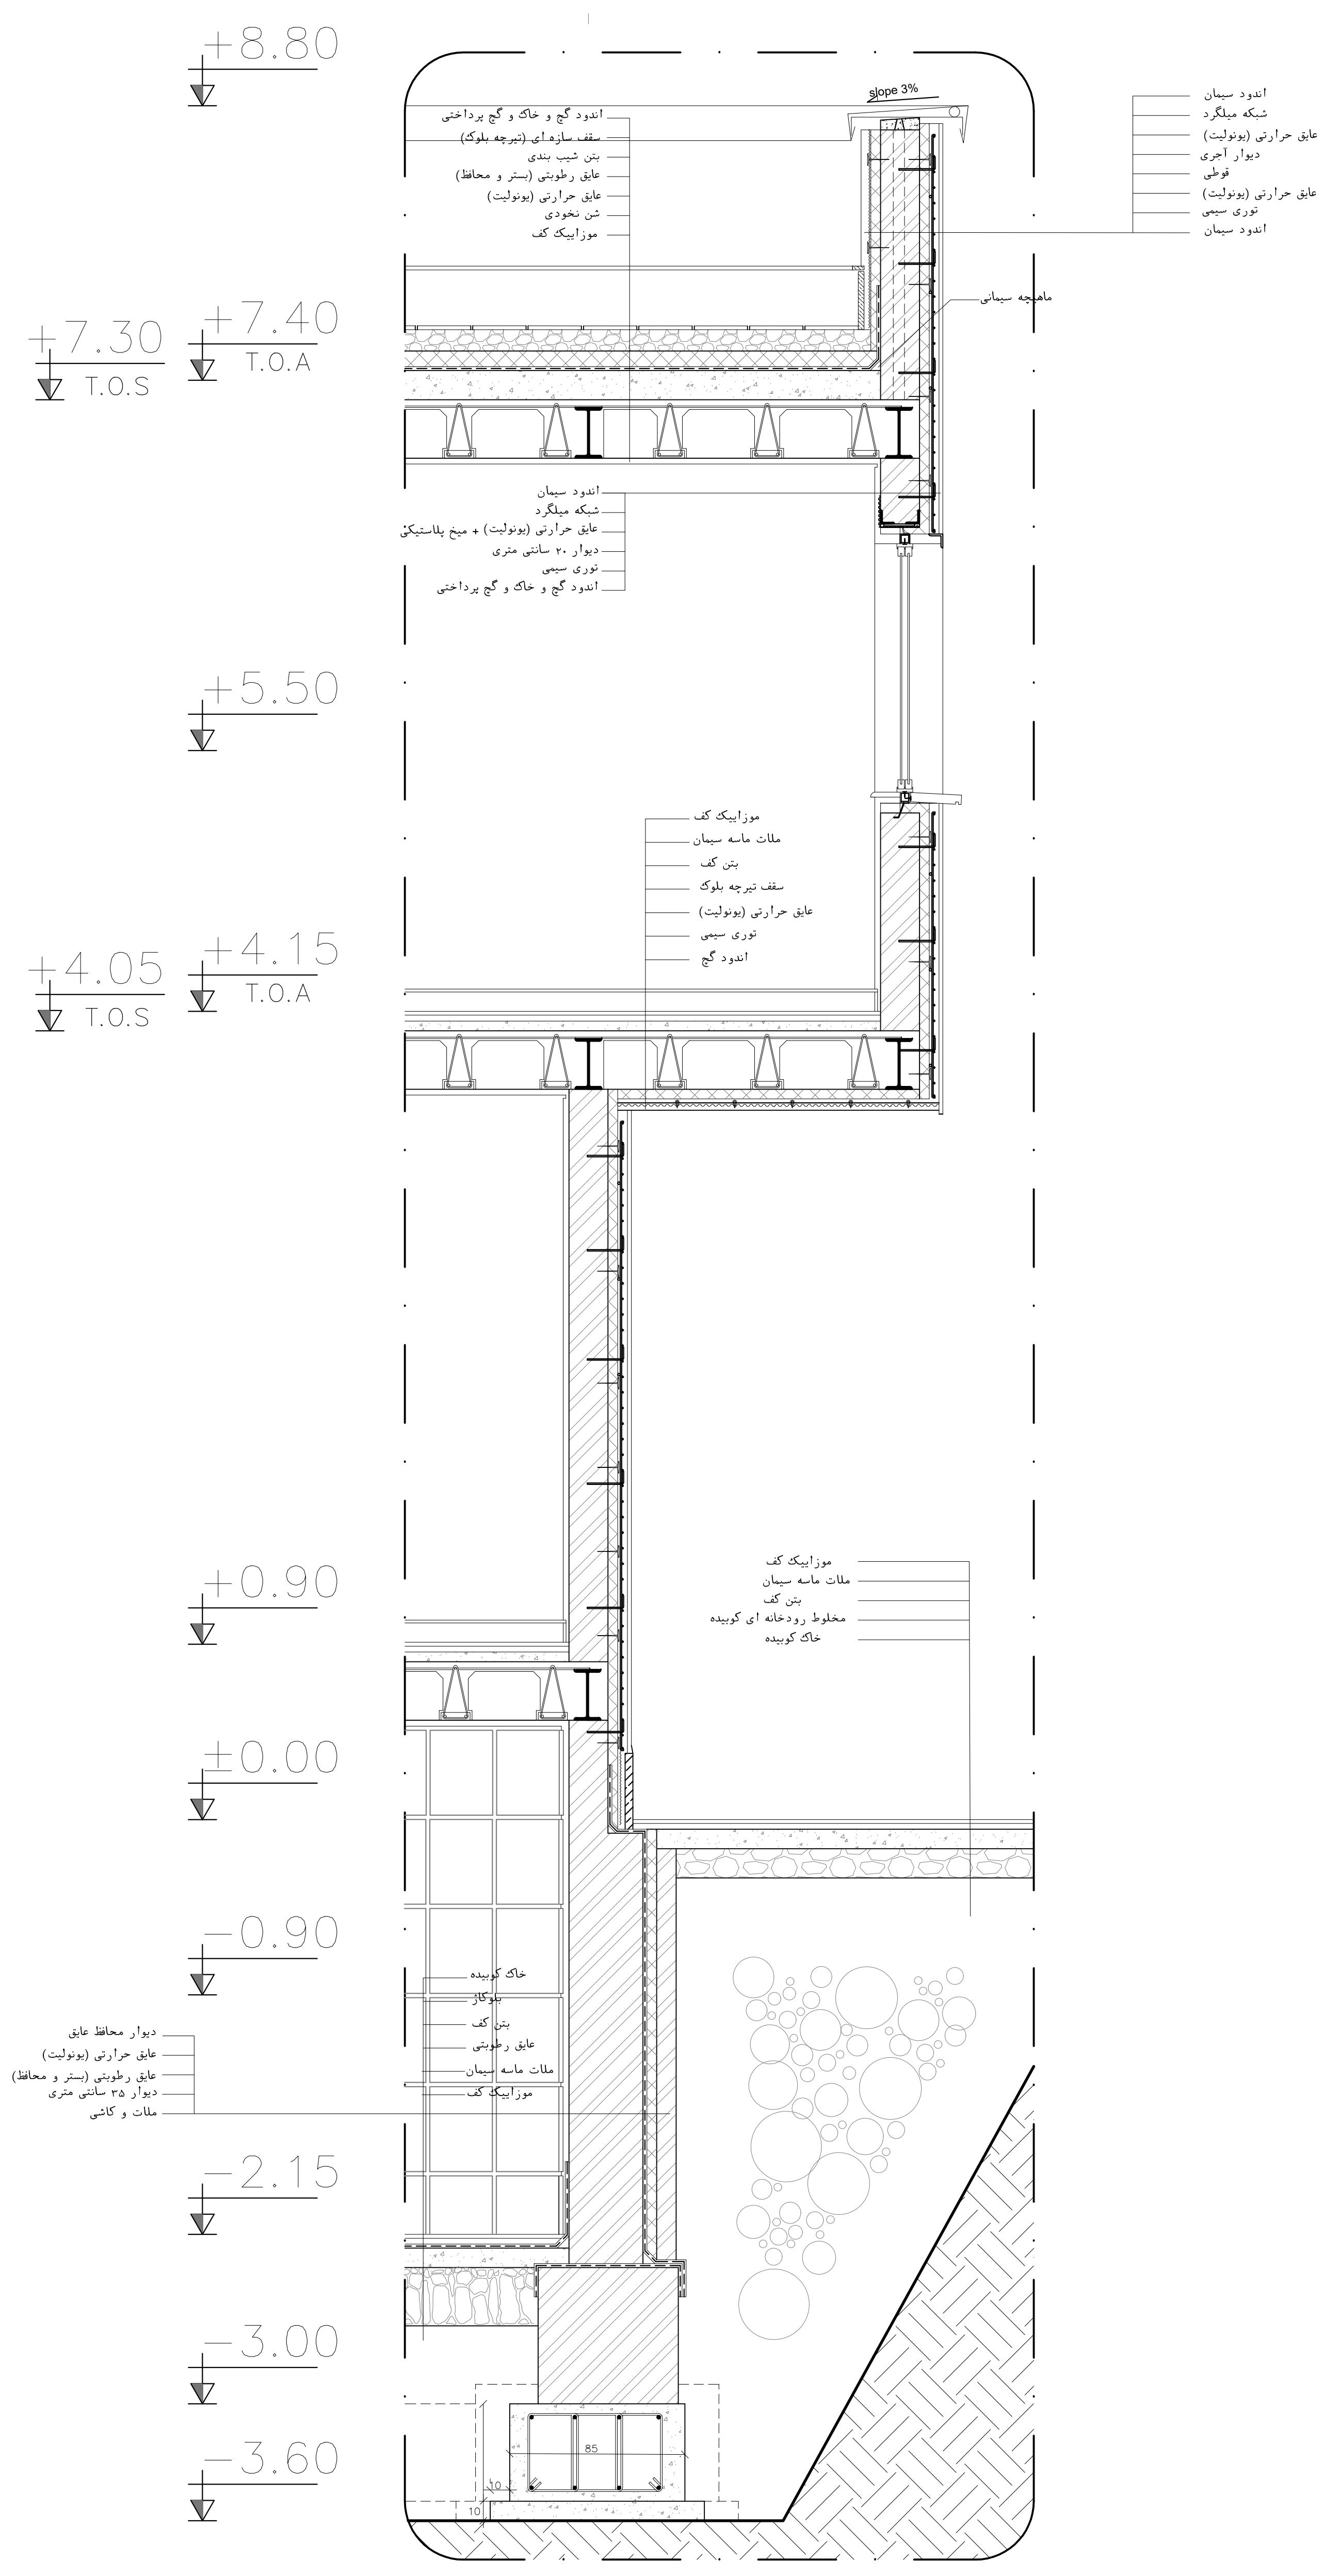 +8.80
slope 3%
اندود گچ و خاک و گچ پرداختی
سقف سازه ای (تیرچه بلوک)
بتن شیب بندی
عایق رطوبتی (بستر و محافظ)
عایق حرارتی (یونولیت)
شن نخودی
موزاییک کف
اندود سیمان
شبکه میلگرد
عایق حرارتی (یونولیت)
دیوار آجری
قوطی
عایق حرارتی (یونولیت)
توری سیمی
اندود سیمان
ماهیچه سیمانی
+7.40
T.O.A
+7.30
T.O.S
اندود سیمان
شبکه میلگرد
عایق حرارتی (یونولیت) + میخ پلاستیکی
دیوار ۲۰ سانتی متری
توری سیمی
اندود گچ و خاک و گچ پرداختی
+5.50
موزاییک کف
ملات ماسه سیمان
بتن کف
سقف تیرچه بلوک
عایق حرارتی (یونولیت)
توری سیمی
اندود گچ
+4.15
T.O.A
+4.05
T.O.S
موزاییک کف
ملات ماسه سیمان
بتن کف
مخلوط رودخانه ای کوبیده
خاک کوبیده
+0.90
±0.00
-0.90
خاک کوبیده
بلوکاژ
بتن کف
عایق رطوبتی
ملات ماسه سیمان
موزاییک کف
دیوار محافظ عایق
عایق حرارتی (یونولیت)
عایق رطوبتی (بستر و محافظ)
دیوار ۳۵ سانتی متری
ملات و کاشی
-2.15
-3.00
85
10
10
-3.60